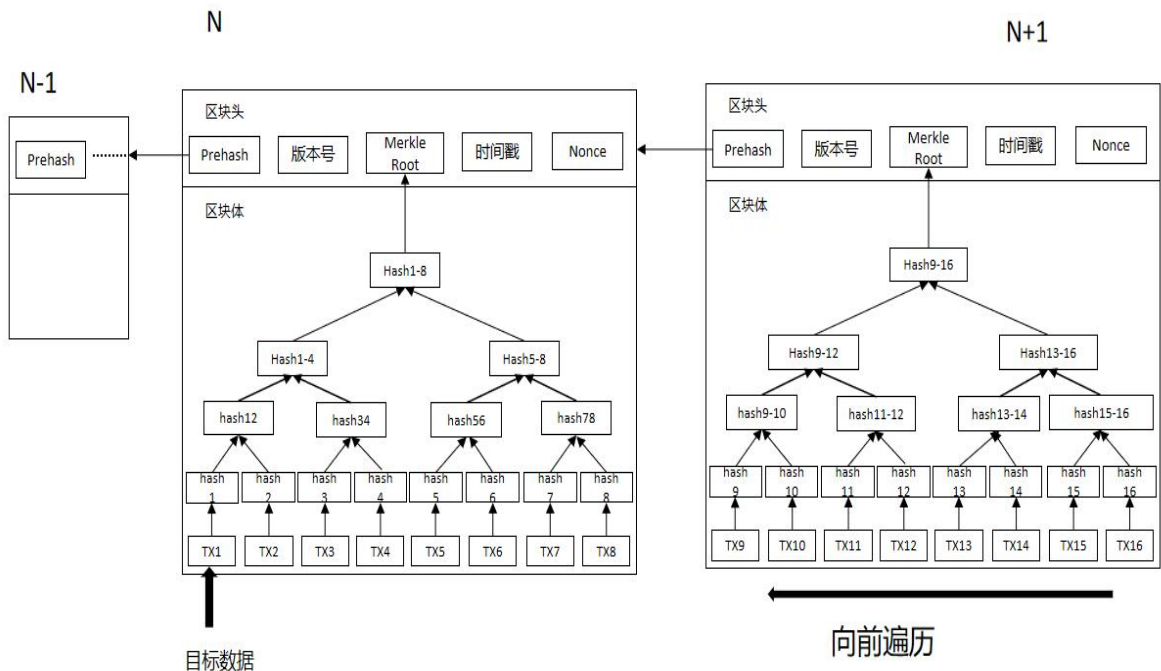 N
N+1
N-1
区块头
区块头
Prehash
Prehash
版本号
Merkle
Root
时间戳
Nonce
Prehash
版本号
Merkle
Root
时间戳
Nonce
区块体
区块体
Hash1-8
Hash9-16
Hash1-4
Hash5-8
Hash9-12
Hash13-16
hash12
hash34
hash56
hash78
hash9-10
hash11-12
hash13-14
hash15-16
hash
1
hash
2
hash
3
hash
4
hash
5
hash
6
hash
7
hash
8
hash
9
hash
10
hash
11
hash
12
hash
13
hash
14
hash
15
hash
16
TX1
TX2
TX3
TX4
TX5
TX6
TX7
TX8
TX9
TX10
TX11
TX12
TX13
TX14
TX15
TX16
目标数据
向前遍历